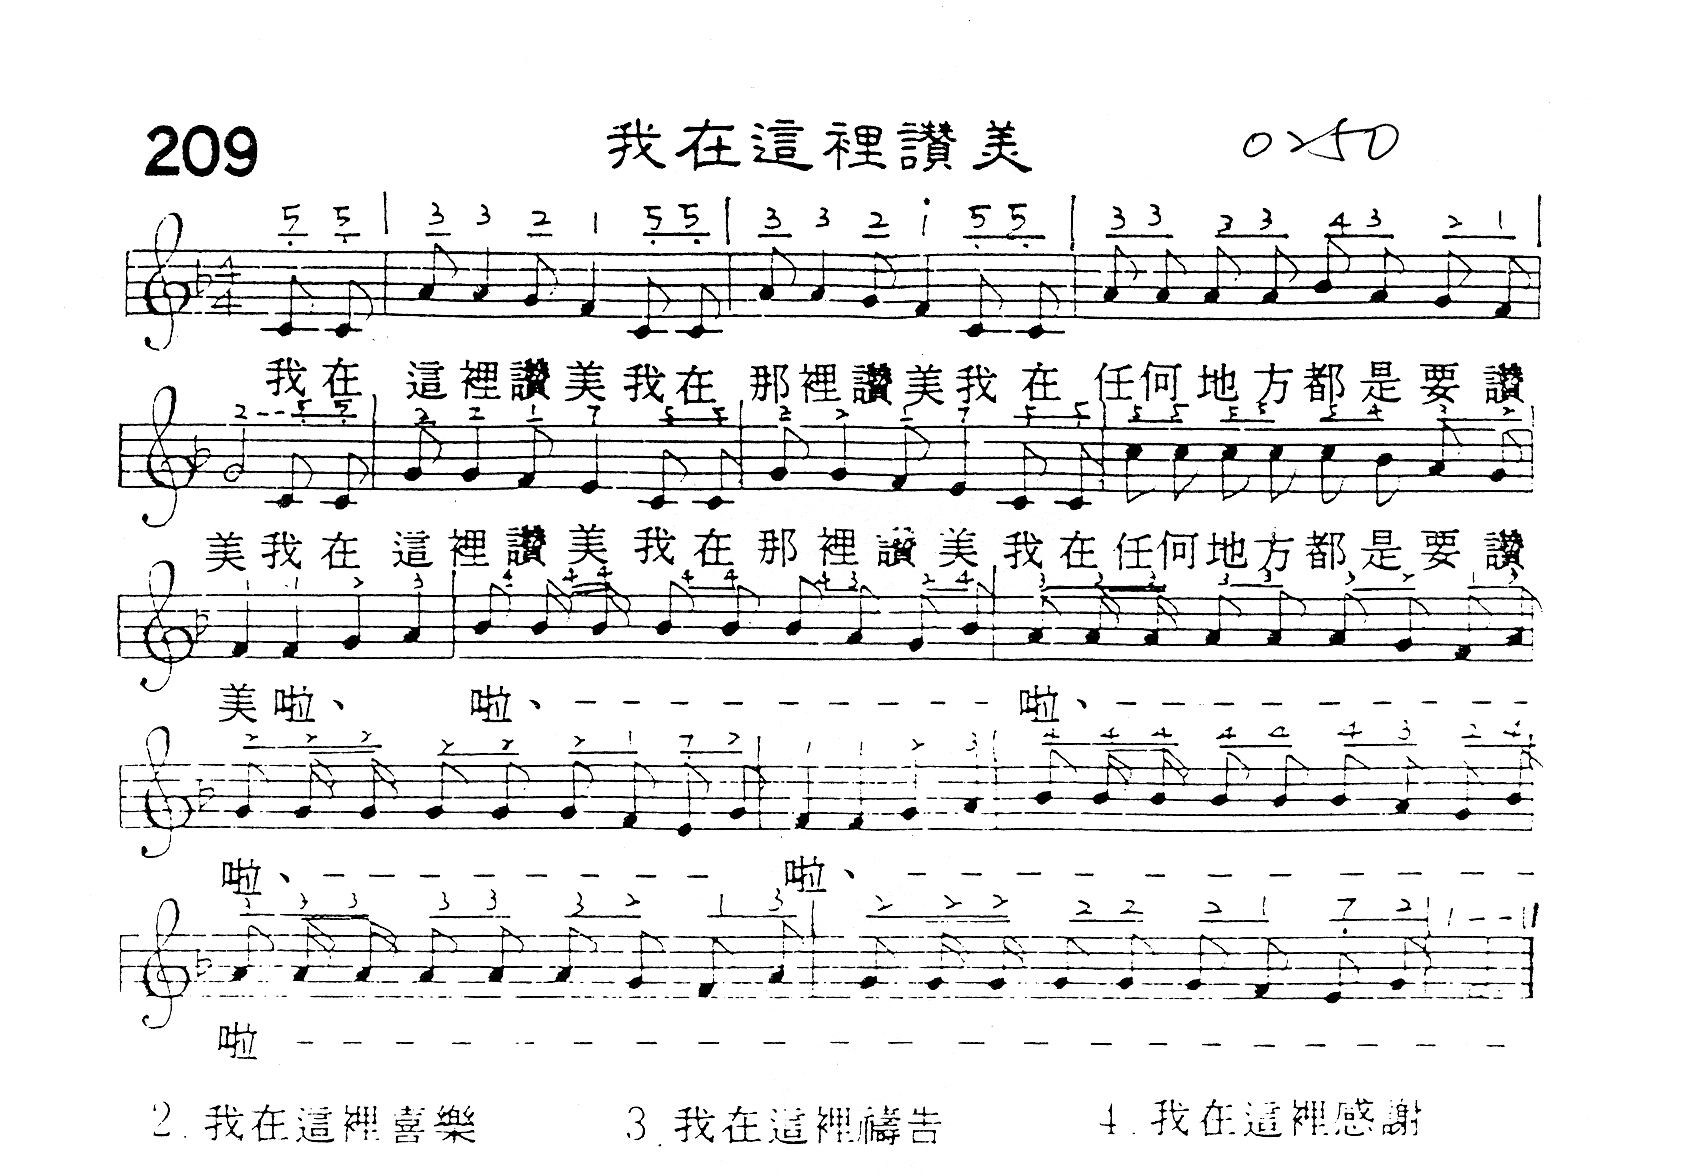 209 我在這裡讚美 0250
5 5 | 3 3 2 1 5 5 | 3 3 2 i 5 5 | 3 3 3 3 4 3 2 1 |
4
4
我在 這裡讚美我在 那裡讚美我在 任何地方都是要讚
2 - - 5 5 2 2 1 7 5 5 2 2 1 7 5 5 5 5 5 5 5 4 3 2
美我在 這裡讚美我在那裡讚美我在任何地方都是要讚
1 1 2 3 4 4 4 4 4 4 3 2 4 3 3 3 3 3 3 2 1 3
美啦、 啦、- - - - - - - - 啦、- - - - - - - -
2 2 2 2 2 2 1 7 2 1 1 2 3 4 4 4 4 4 4 3 2 4
啦、- - - - - - - - 啦、- - - - - - - - - - - -
3 3 3 3 3 3 2 1 3 2 2 2 2 2 2 1 7 2 | 1 - - ||
啦 - - - - - - - - - - - - - - - - - - - - - - -
2. 我在這裡喜樂 3. 我在這裡禱告 4. 我在這裡感謝